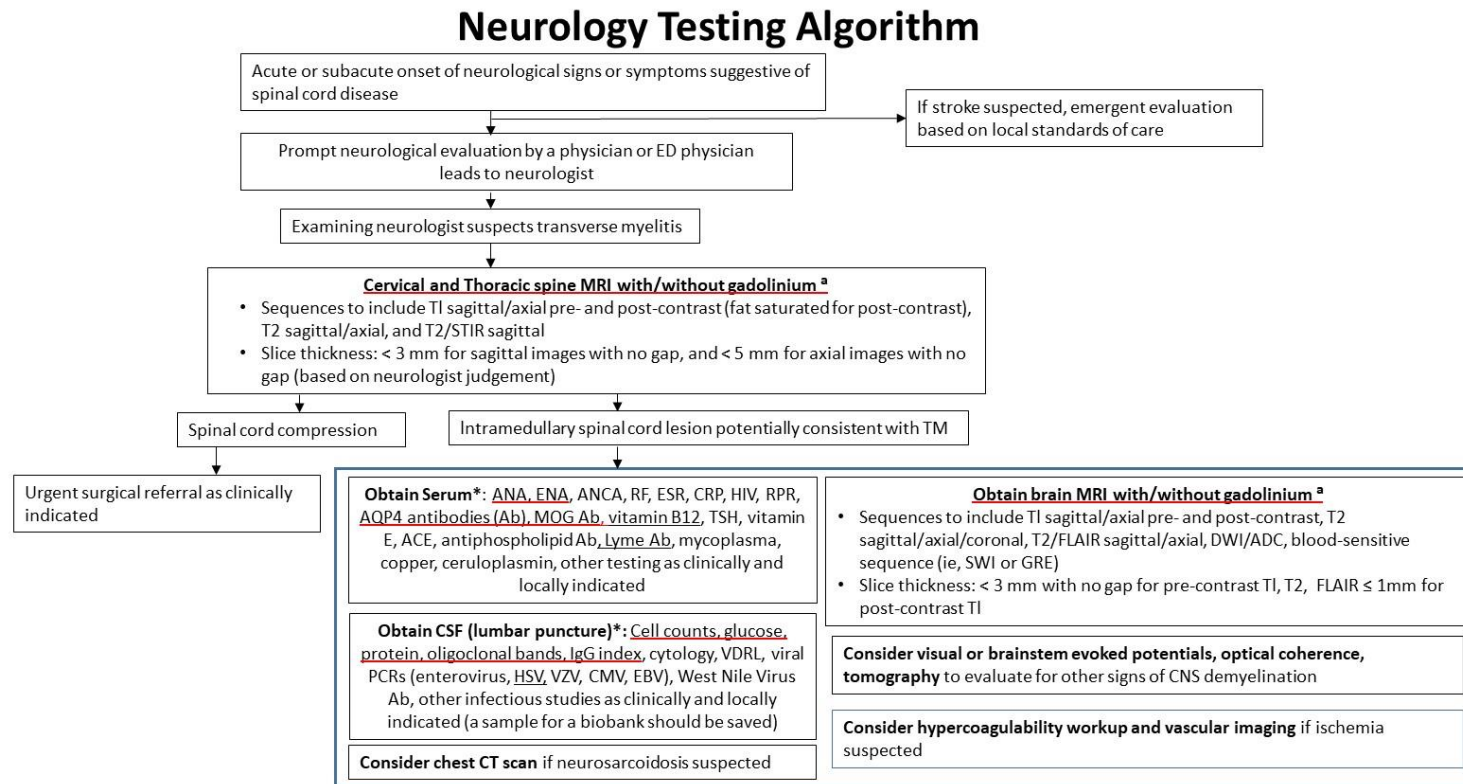 Neurology Testing Algorithm
Acute or subacute onset of neurological signs or symptoms suggestive of
spinal cord disease
If stroke suspected, emergent evaluation
based on local standards of care
Prompt neurological evaluation by a physician or ED physician
leads to neurologist
Examining neurologist suspects transverse myelitis
Cervical and Thoracic spine MRI with/without gadolinium ª
• Sequences to include Tl sagittal/axial pre- and post-contrast (fat saturated for post-contrast),
T2 sagittal/axial, and T2/STIR sagittal
• Slice thickness: < 3 mm for sagittal images with no gap, and < 5 mm for axial images with no
gap (based on neurologist judgement)
Spinal cord compression
Intramedullary spinal cord lesion potentially consistent with TM
Urgent surgical referral as clinically
indicated
Obtain Serum*: ANA, ENA, ANCA, RF, ESR, CRP, HIV, RPR,
AQP4 antibodies (Ab), MOG Ab, vitamin B12, TSH, vitamin
E, ACE, antiphospholipid Ab, Lyme Ab, mycoplasma,
copper, ceruloplasmin, other testing as clinically and
locally indicated
Obtain CSF (lumbar puncture)*: Cell counts, glucose,
protein, oligoclonal bands, IgG index, cytology, VDRL, viral
PCRs (enterovirus, HSV, VZV, CMV, EBV), West Nile Virus
Ab, other infectious studies as clinically and locally
indicated (a sample for a biobank should be saved)
Consider chest CT scan if neurosarcoidosis suspected
Obtain brain MRI with/without gadolinium ª
• Sequences to include Tl sagittal/axial pre- and post-contrast, T2
sagittal/axial/coronal, T2/FLAIR sagittal/axial, DWI/ADC, blood-sensitive
sequence (ie, SWI or GRE)
• Slice thickness: < 3 mm with no gap for pre-contrast Tl, T2, FLAIR ≤ 1mm for
post-contrast Tl
Consider visual or brainstem evoked potentials, optical coherence,
tomography to evaluate for other signs of CNS demyelination
Consider hypercoagulability workup and vascular imaging if ischemia
suspected